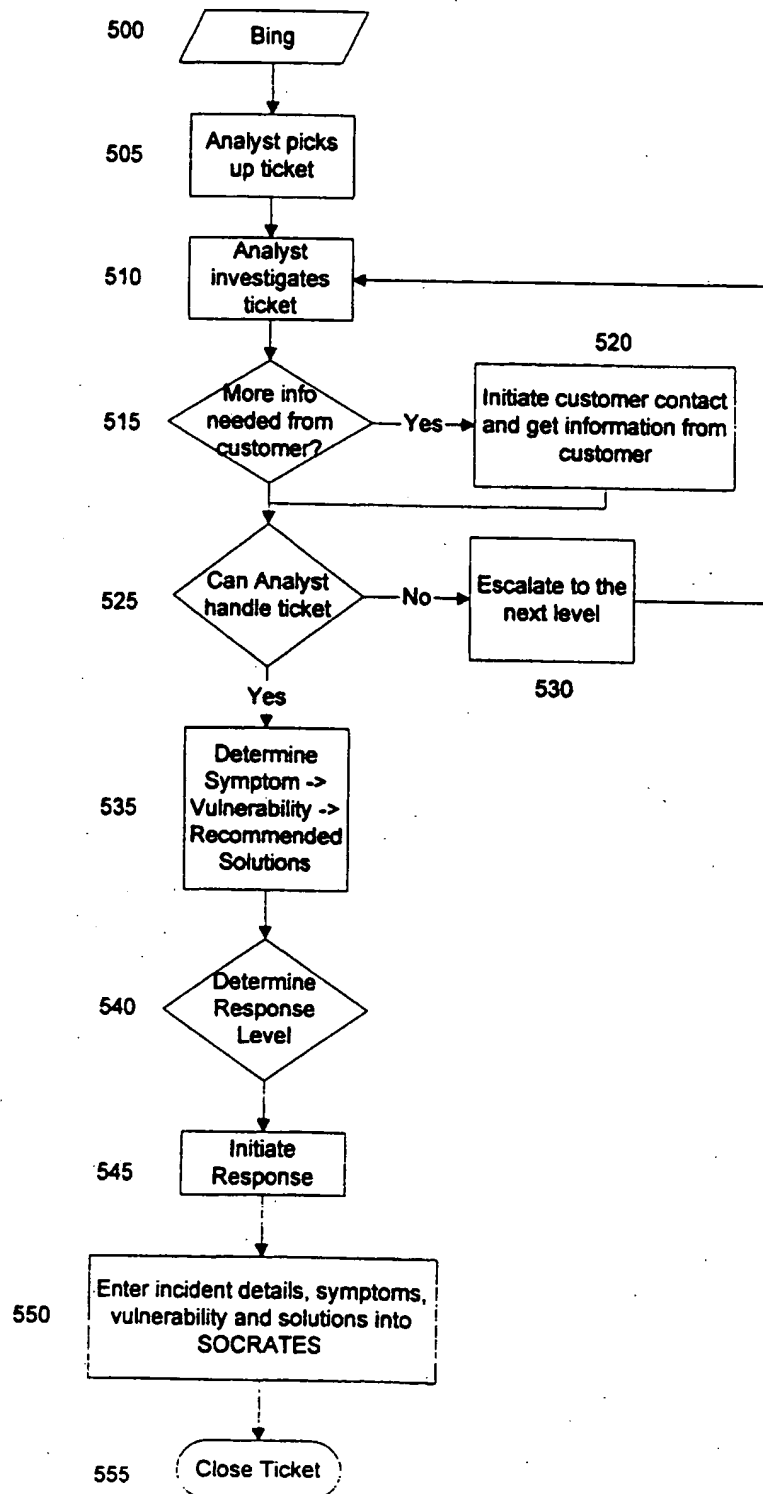 500
Bing
505
Analyst picks
up ticket
510
Analyst
investigates
ticket
520
515
More info
needed from
customer?
Yes
Initiate customer contact
and get information from
customer
525
Can Analyst
handle ticket
No
Escalate to the
next level
530
Yes
535
Determine
Symptom ->
Vulnerability ->
Recommended
Solutions
540
Determine
Response
Level
545
Initiate
Response
550
Enter incident details, symptoms,
vulnerability and solutions into
SOCRATES
555
Close Ticket